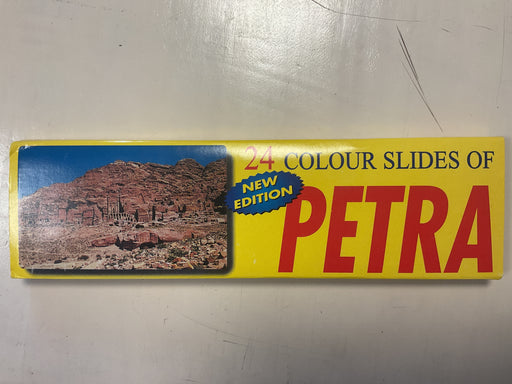 24 COLOUR SLIDES OF
NEW
EDITION
PETRA